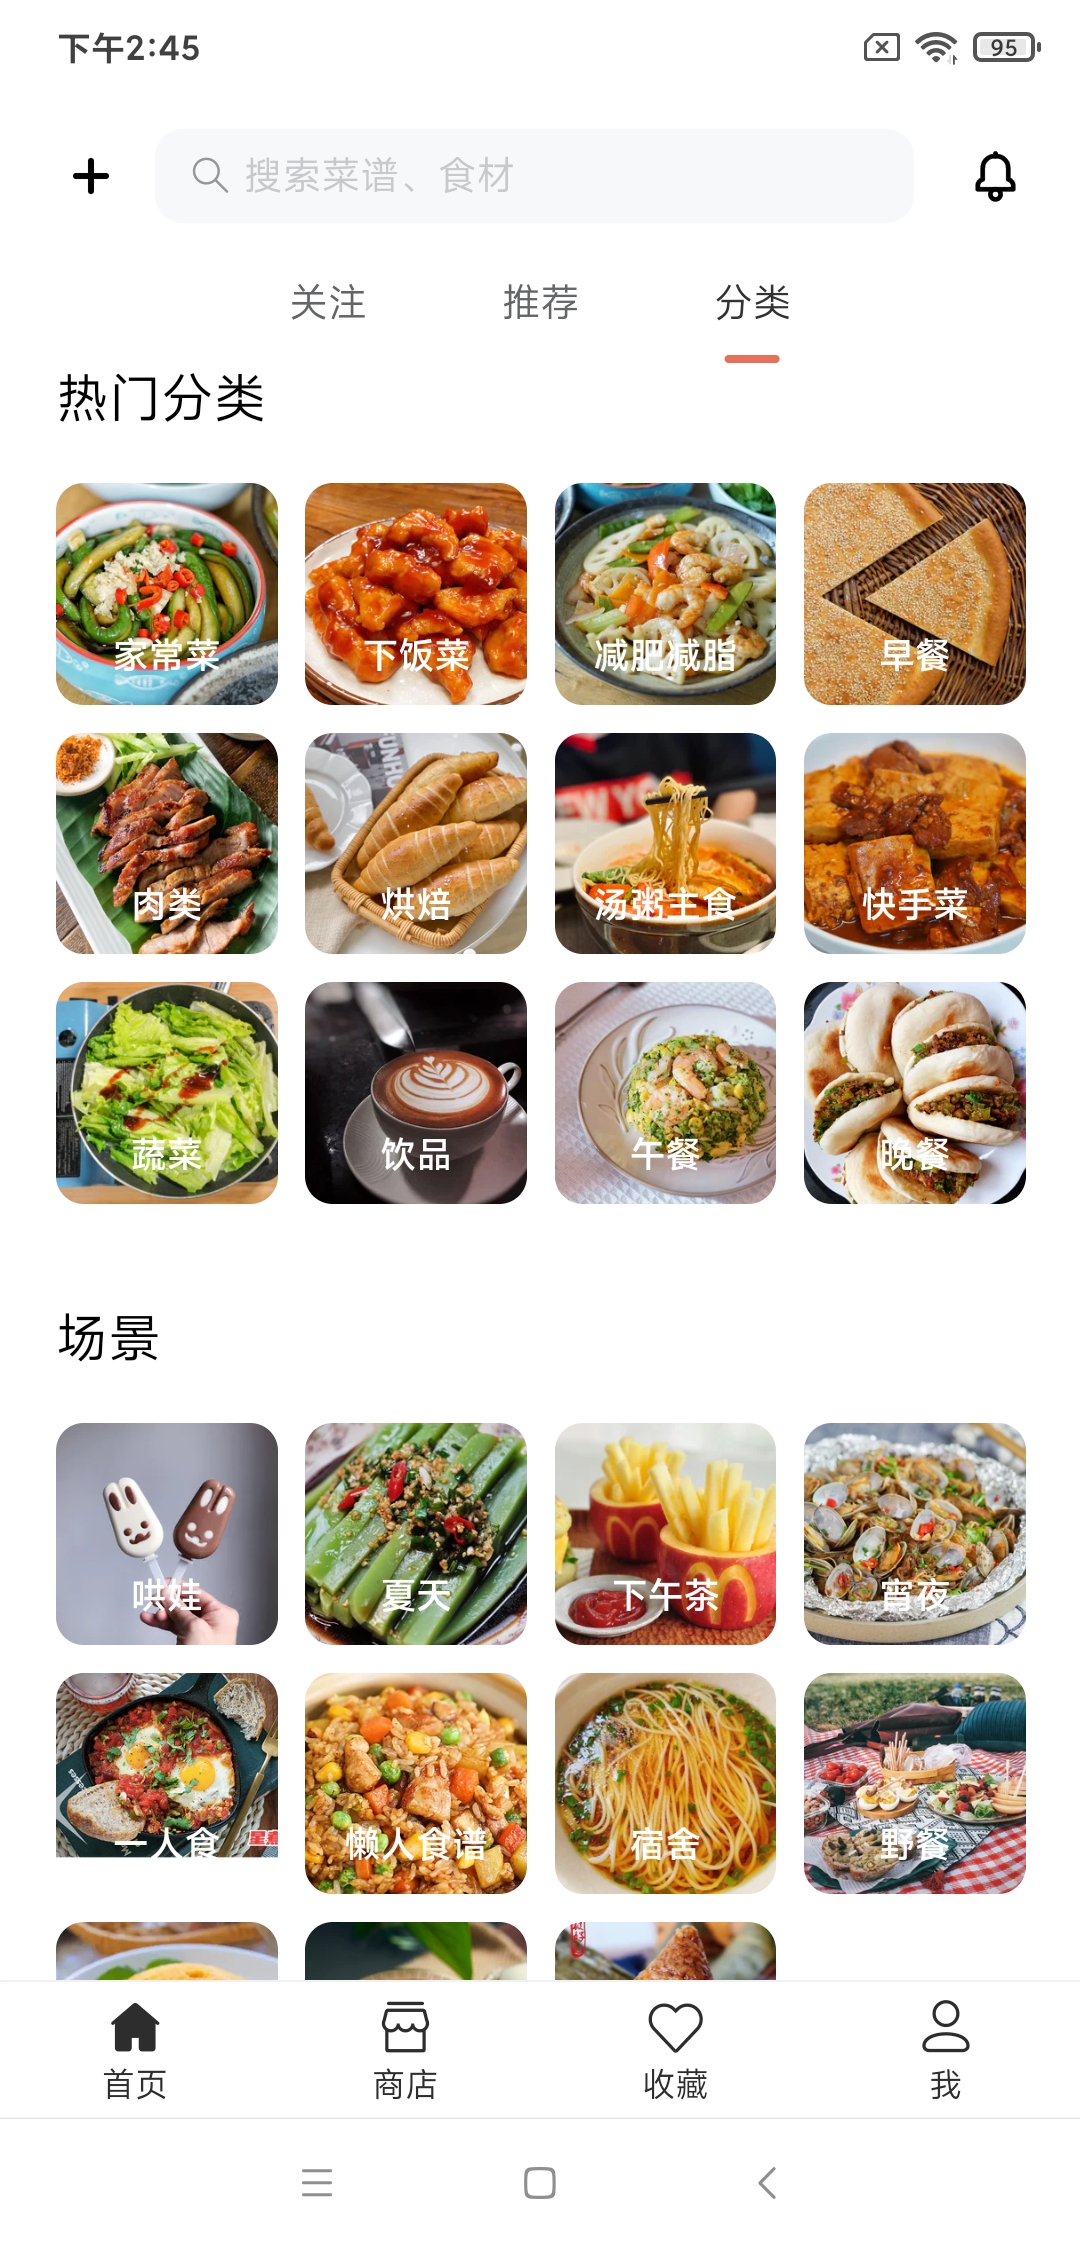 下午2:45
95
搜索菜谱、食材
关注 推荐 分类
热门分类
家常菜 下饭菜 减肥减脂 早餐
肉类 烘焙 汤粥主食 快手菜
蔬菜 饮品 午餐 晚餐
场景
哄娃 夏天 下午茶 宵夜
一人食 懒人食谱 宿舍 野餐
首页 商店 收藏 我